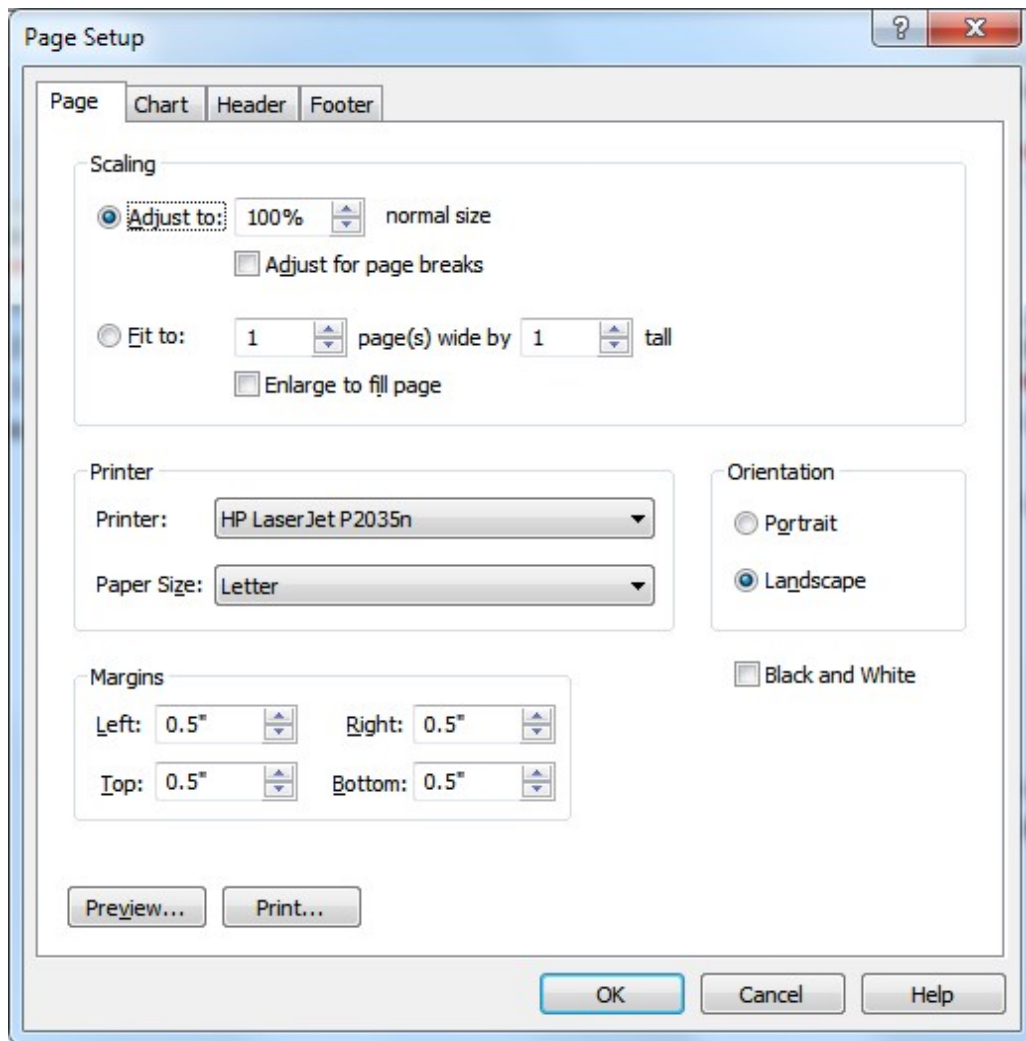 Page Setup
Page Chart Header Footer
Scaling
Adjust to: 100% normal size
Adjust for page breaks
Fit to: 1 page(s) wide by 1 tall
Enlarge to fill page
Printer
Printer: HP LaserJet P2035n
Paper Size: Letter
Orientation
Portrait
Landscape
Black and White
Margins
Left: 0.5" Right: 0.5"
Top: 0.5" Bottom: 0.5"
Preview... Print...
OK Cancel Help